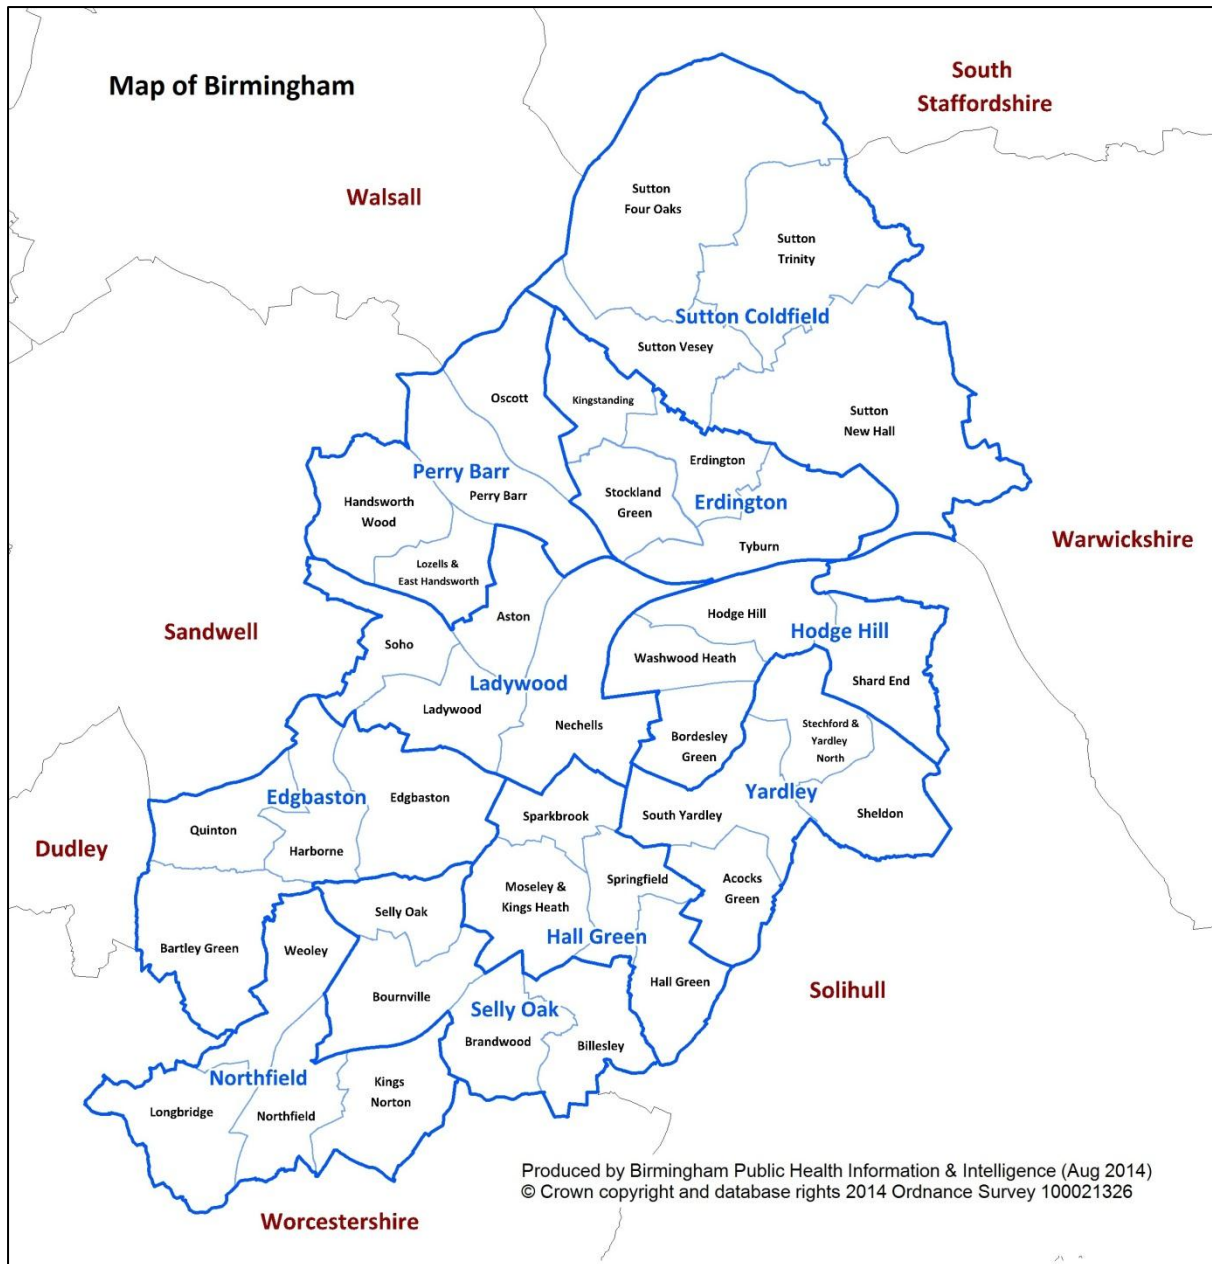 Map of Birmingham
South
Staffordshire
Walsall
Sutton
Four Oaks
Sutton
Trinity
Sutton Coldfield
Sutton Vesey
Oscott
Kingstanding
Sutton
New Hall
Erdington
Perry Barr
Perry Barr
Handsworth
Wood
Stockland
Green
Erdington
Tyburn
Warwickshire
Lozells &
East Handsworth
Hodge Hill
Aston
Sandwell
Hodge Hill
Soho
Washwood Heath
Shard End
Ladywood
Ladywood
Nechells
Bordesley
Green
Stechford &
Yardley
North
Edgbaston
Edgbaston
Yardley
Quinton
Sparkbrook
South Yardley
Sheldon
Dudley
Harborne
Springfield
Acocks
Green
Moseley &
Kings Heath
Selly Oak
Hall Green
Bartley Green
Weoley
Hall Green
Solihull
Bournville
Selly Oak
Brandwood
Billesley
Northfield
Kings
Norton
Longbridge
Northfield
Produced by Birmingham Public Health Information & Intelligence (Aug 2014)
© Crown copyright and database rights 2014 Ordnance Survey 100021326
Worcestershire